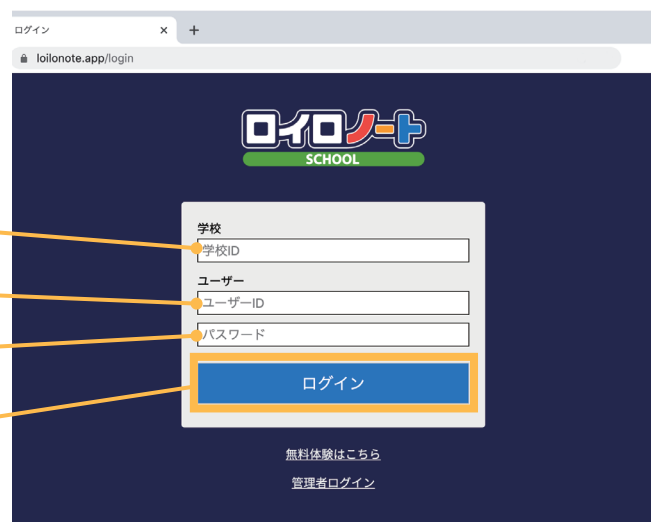 ログイン × +
loilonote.app/login
ロイロノート
SCHOOL
学校
学校ID
ユーザー
ユーザーID
パスワード
ログイン
無料体験はこちら
管理者ログイン